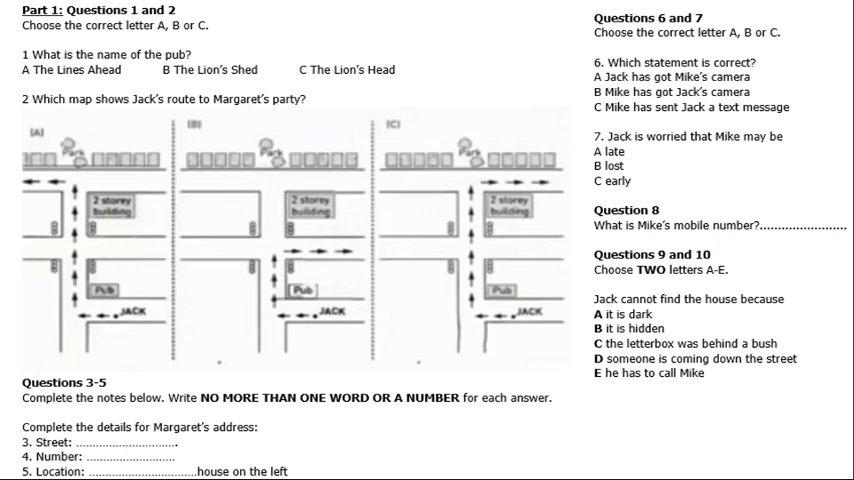 Part 1: Questions 1 and 2
Choose the correct letter A, B or C.
1 What is the name of the pub?
A The Lines Ahead B The Lion's Shed C The Lion's Head
2 Which map shows Jack's route to Margaret's party?
(A) (B) (C)
Park Park Park
2 storey building 2 storey building 2 storey building
Pub Pub Pub
JACK JACK JACK
Questions 3-5
Complete the notes below. Write NO MORE THAN ONE WORD OR A NUMBER for each answer.
Complete the details for Margaret's address:
3. Street: ..............................
4. Number: ..........................
5. Location: ................................house on the left
Questions 6 and 7
Choose the correct letter A, B or C.
6. Which statement is correct?
A Jack has got Mike's camera
B Mike has got Jack's camera
C Mike has sent Jack a text message
7. Jack is worried that Mike may be
A late
B lost
C early
Question 8
What is Mike's mobile number?........................
Questions 9 and 10
Choose TWO letters A-E.
Jack cannot find the house because
A it is dark
B it is hidden
C the letterbox was behind a bush
D someone is coming down the street
E he has to call Mike